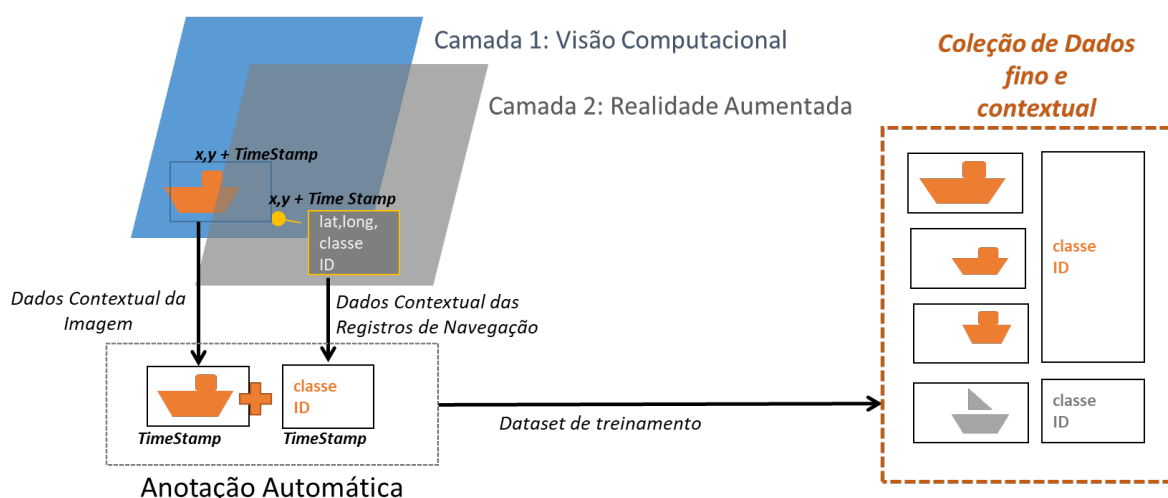 Camada 1: Visão Computacional
Camada 2: Realidade Aumentada
x,y + TimeStamp
x,y + Time Stamp
lat,long,
classe
ID
Dados Contextual da
Imagem
Dados Contextual das
Registros de Navegação
classe
ID
TimeStamp
TimeStamp
Anotação Automática
Dataset de treinamento
Coleção de Dados
fino e
contextual
classe
ID
classe
ID